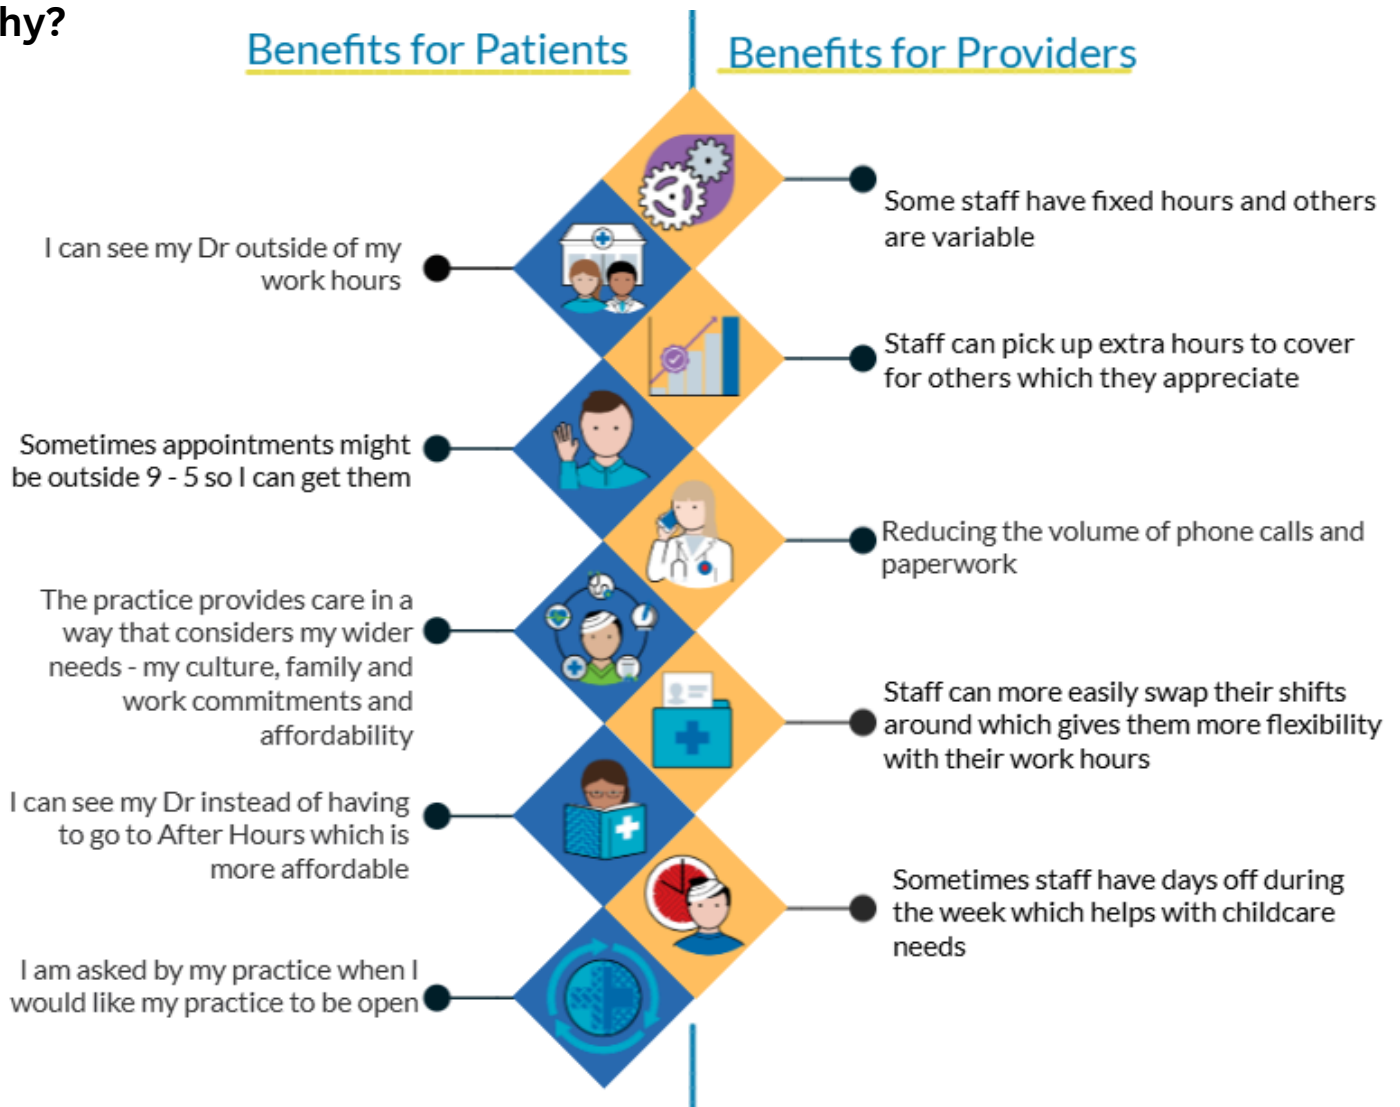 hy?
Benefits for Patients
I can see my Dr outside of my
work hours
Sometimes appointments might
be outside 9 - 5 so I can get them
The practice provides care in a
way that considers my wider
needs - my culture, family and
work commitments and
affordability
I can see my Dr instead of having
to go to After Hours which is
more affordable
I am asked by my practice when I
would like my practice to be open
Benefits for Providers
Some staff have fixed hours and others
are variable
Staff can pick up extra hours to cover
for others which they appreciate
Reducing the volume of phone calls and
paperwork
Staff can more easily swap their shifts
around which gives them more flexibility
with their work hours
Sometimes staff have days off during
the week which helps with childcare
needs